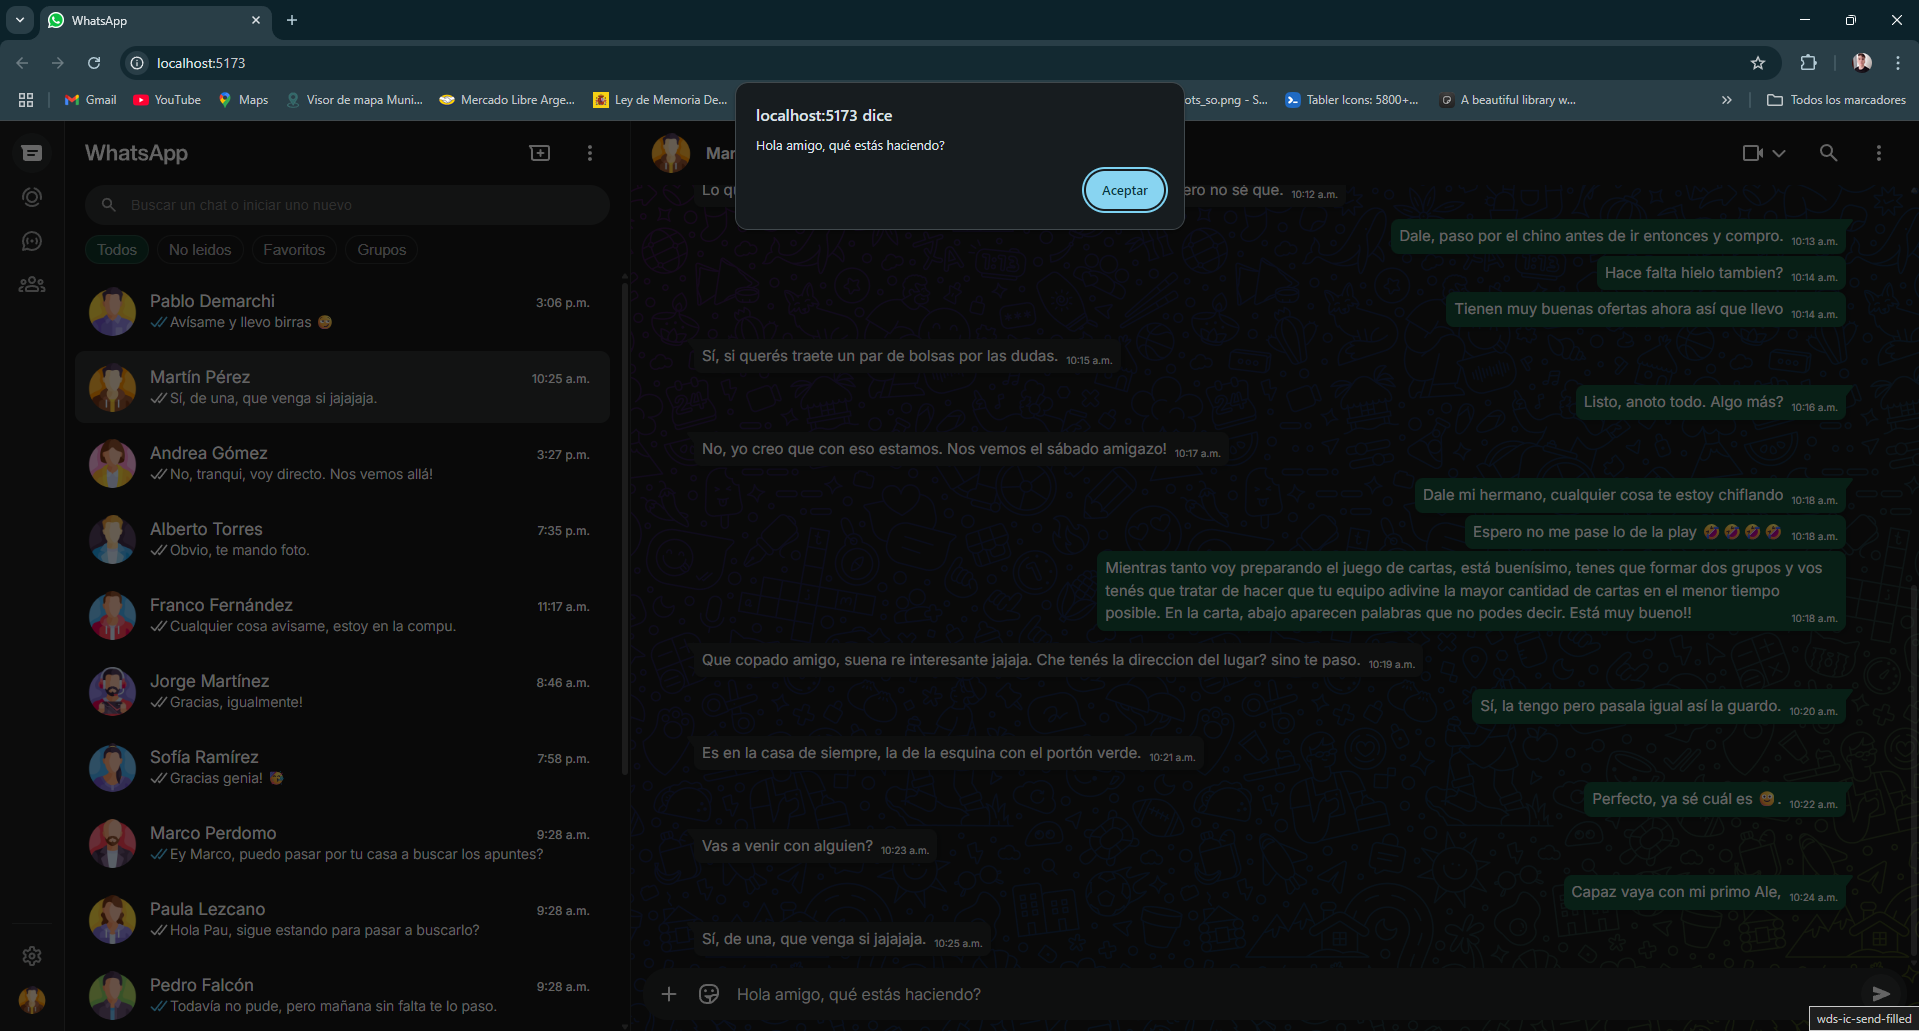 WhatsApp
localhost:5173
Gmail
YouTube
Maps
Visor de mapa Muni...
Mercado Libre Arge...
Ley de Memoria De...
ots_so.png - S...
Tabler Icons: 5800+...
A beautiful library w...
Todos los marcadores
localhost:5173 dice
Hola amigo, qué estás haciendo?
Aceptar
WhatsApp
Buscar un chat o iniciar uno nuevo
Todos
No leidos
Favoritos
Grupos
Pablo Demarchi
3:06 p.m.
Avísame y llevo birras
Martín Pérez
10:25 a.m.
Sí, de una, que venga si jajajaja.
Andrea Gómez
3:27 p.m.
No, tranqui, voy directo. Nos vemos allá!
Alberto Torres
7:35 p.m.
Obvio, te mando foto.
Franco Fernández
11:17 a.m.
Cualquier cosa avisame, estoy en la compu.
Jorge Martínez
8:46 a.m.
Gracias, igualmente!
Sofía Ramírez
7:58 p.m.
Gracias genia!
Marco Perdomo
9:28 a.m.
Ey Marco, puedo pasar por tu casa a buscar los apuntes?
Paula Lezcano
9:28 a.m.
Hola Pau, sigue estando para pasar a buscarlo?
Pedro Falcón
9:28 a.m.
Todavía no pude, pero mañana sin falta te lo paso.
Mar
Lo q
ero no sé que. 10:12 a.m.
Dale, paso por el chino antes de ir entonces y compro. 10:13 a.m.
Hace falta hielo tambien? 10:14 a.m.
Tienen muy buenas ofertas ahora así que llevo 10:14 a.m.
Sí, si querés traete un par de bolsas por las dudas. 10:15 a.m.
Listo, anoto todo. Algo más? 10:16 a.m.
No, yo creo que con eso estamos. Nos vemos el sábado amigazo! 10:17 a.m.
Dale mi hermano, cualquier cosa te estoy chiflando 10:18 a.m.
Espero no me pase lo de la play 🤣🤣🤣🤣 10:18 a.m.
Mientras tanto voy preparando el juego de cartas, está buenísimo, tenes que formar dos grupos y vos
tenés que tratar de hacer que tu equipo adivine la mayor cantidad de cartas en el menor tiempo
posible. En la carta, abajo aparecen palabras que no podes decir. Está muy bueno!! 10:18 a.m.
Que copado amigo, suena re interesante jajaja. Che tenés la direccion del lugar? sino te paso. 10:19 a.m.
Sí, la tengo pero pasala igual así la guardo. 10:20 a.m.
Es en la casa de siempre, la de la esquina con el portón verde. 10:21 a.m.
Perfecto, ya sé cuál es . 10:22 a.m.
Vas a venir con alguien? 10:23 a.m.
Capaz vaya con mi primo Ale, 10:24 a.m.
Sí, de una, que venga si jajajaja. 10:25 a.m.
Hola amigo, qué estás haciendo?
wds-ic-send-filled